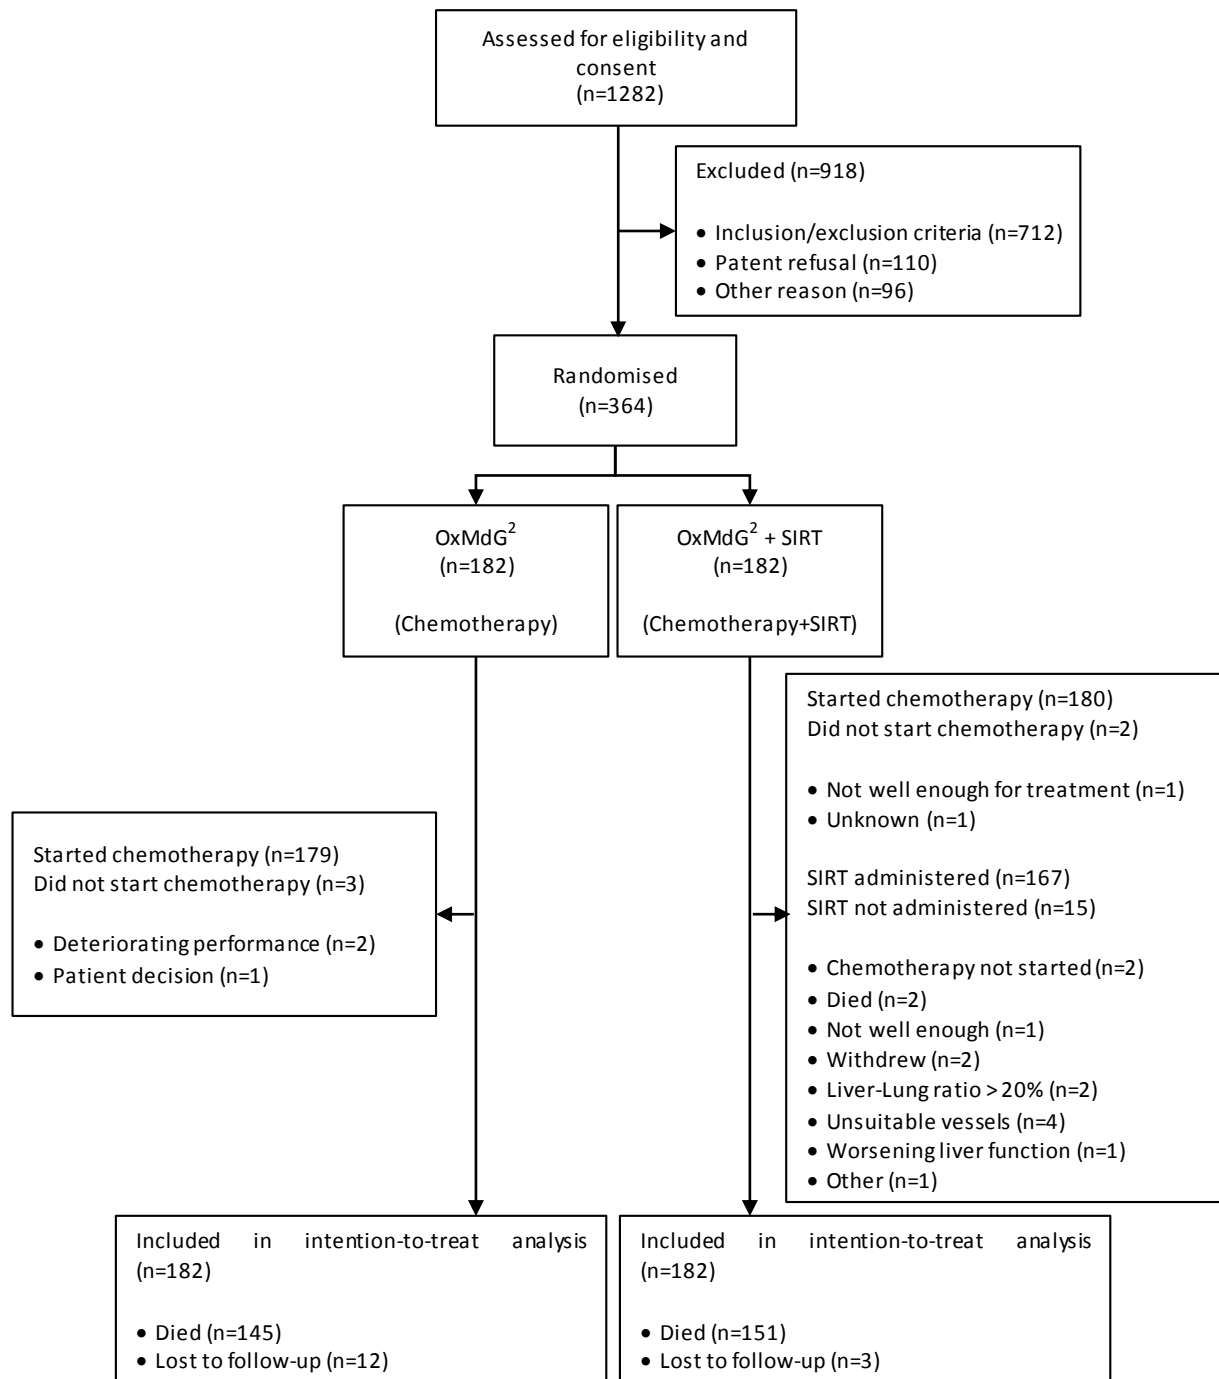 Assessed for eligibility and
consent
(n=1282)
Excluded (n=918)
• Inclusion/exclusion criteria (n=712)
• Patent refusal (n=110)
• Other reason (n=96)
Randomised
(n=364)
OxMdG²
(n=182)
(Chemotherapy)
OxMdG² + SIRT
(n=182)
(Chemotherapy+SIRT)
Started chemotherapy (n=179)
Did not start chemotherapy (n=3)
• Deteriorating performance (n=2)
• Patient decision (n=1)
Started chemotherapy (n=180)
Did not start chemotherapy (n=2)
• Not well enough for treatment (n=1)
• Unknown (n=1)
SIRT administered (n=167)
SIRT not administered (n=15)
• Chemotherapy not started (n=2)
• Died (n=2)
• Not well enough (n=1)
• Withdrew (n=2)
• Liver-Lung ratio > 20% (n=2)
• Unsuitable vessels (n=4)
• Worsening liver function (n=1)
• Other (n=1)
Included in intention-to-treat analysis
(n=182)
• Died (n=145)
• Lost to follow-up (n=12)
Included in intention-to-treat analysis
(n=182)
• Died (n=151)
• Lost to follow-up (n=3)